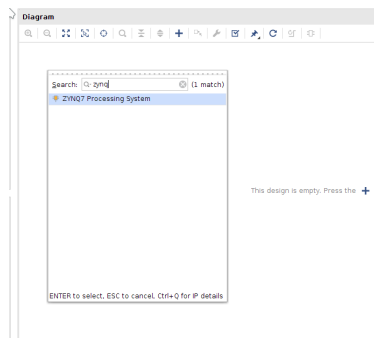 Diagram
Search: zynq (1 match)
ZYNQ7 Processing System
This design is empty. Press the
ENTER to select, ESC to cancel, Ctrl+Q for IP details